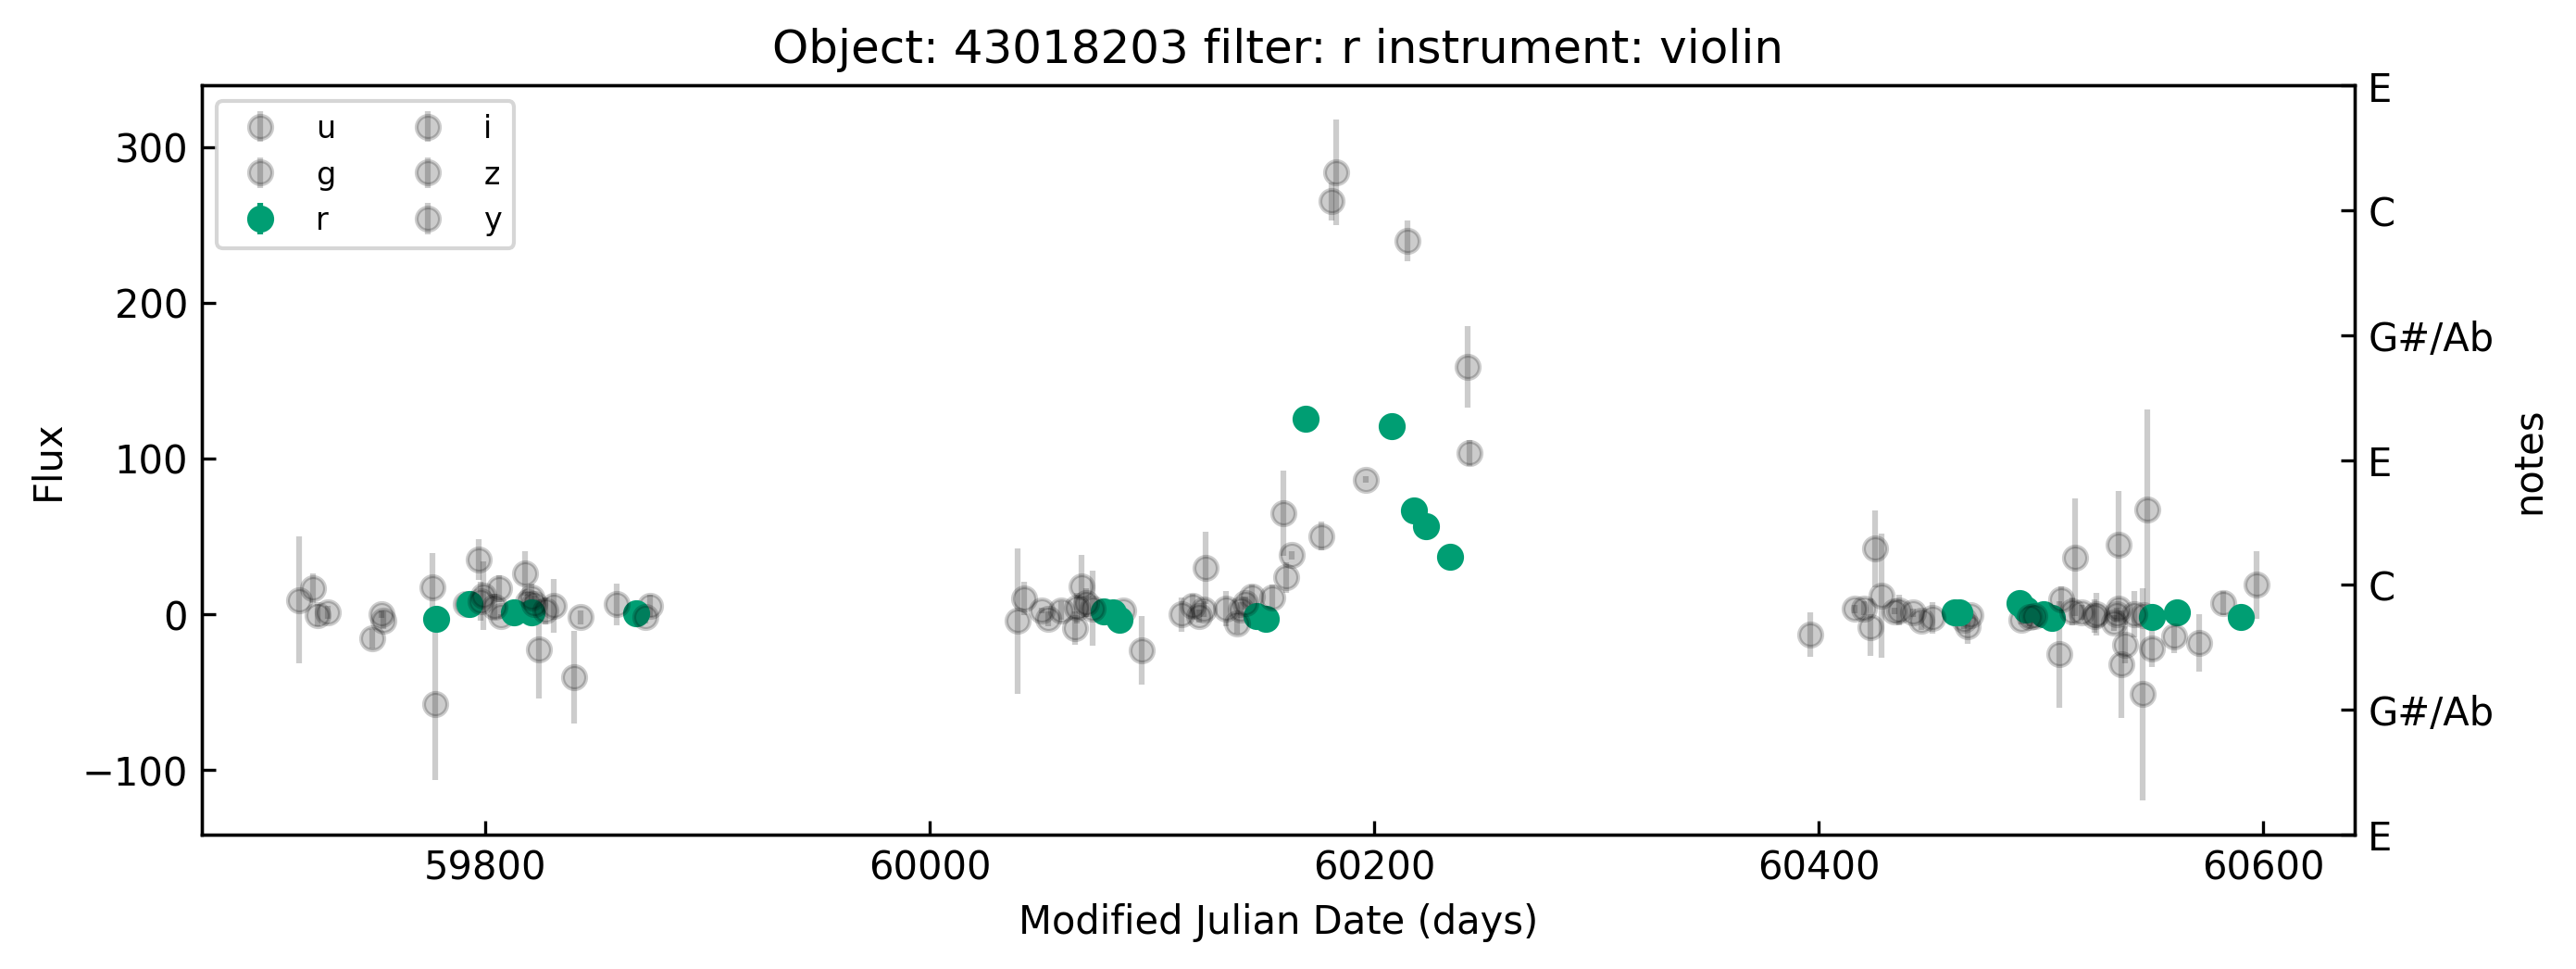 Object: 43018203 filter: r instrument: violin
u
g
r
i
z
y
300
200
100
0
−100
Flux
59800
60000
60200
60400
60600
Modified Julian Date (days)
E
C
G#/Ab
E
C
G#/Ab
E
notes